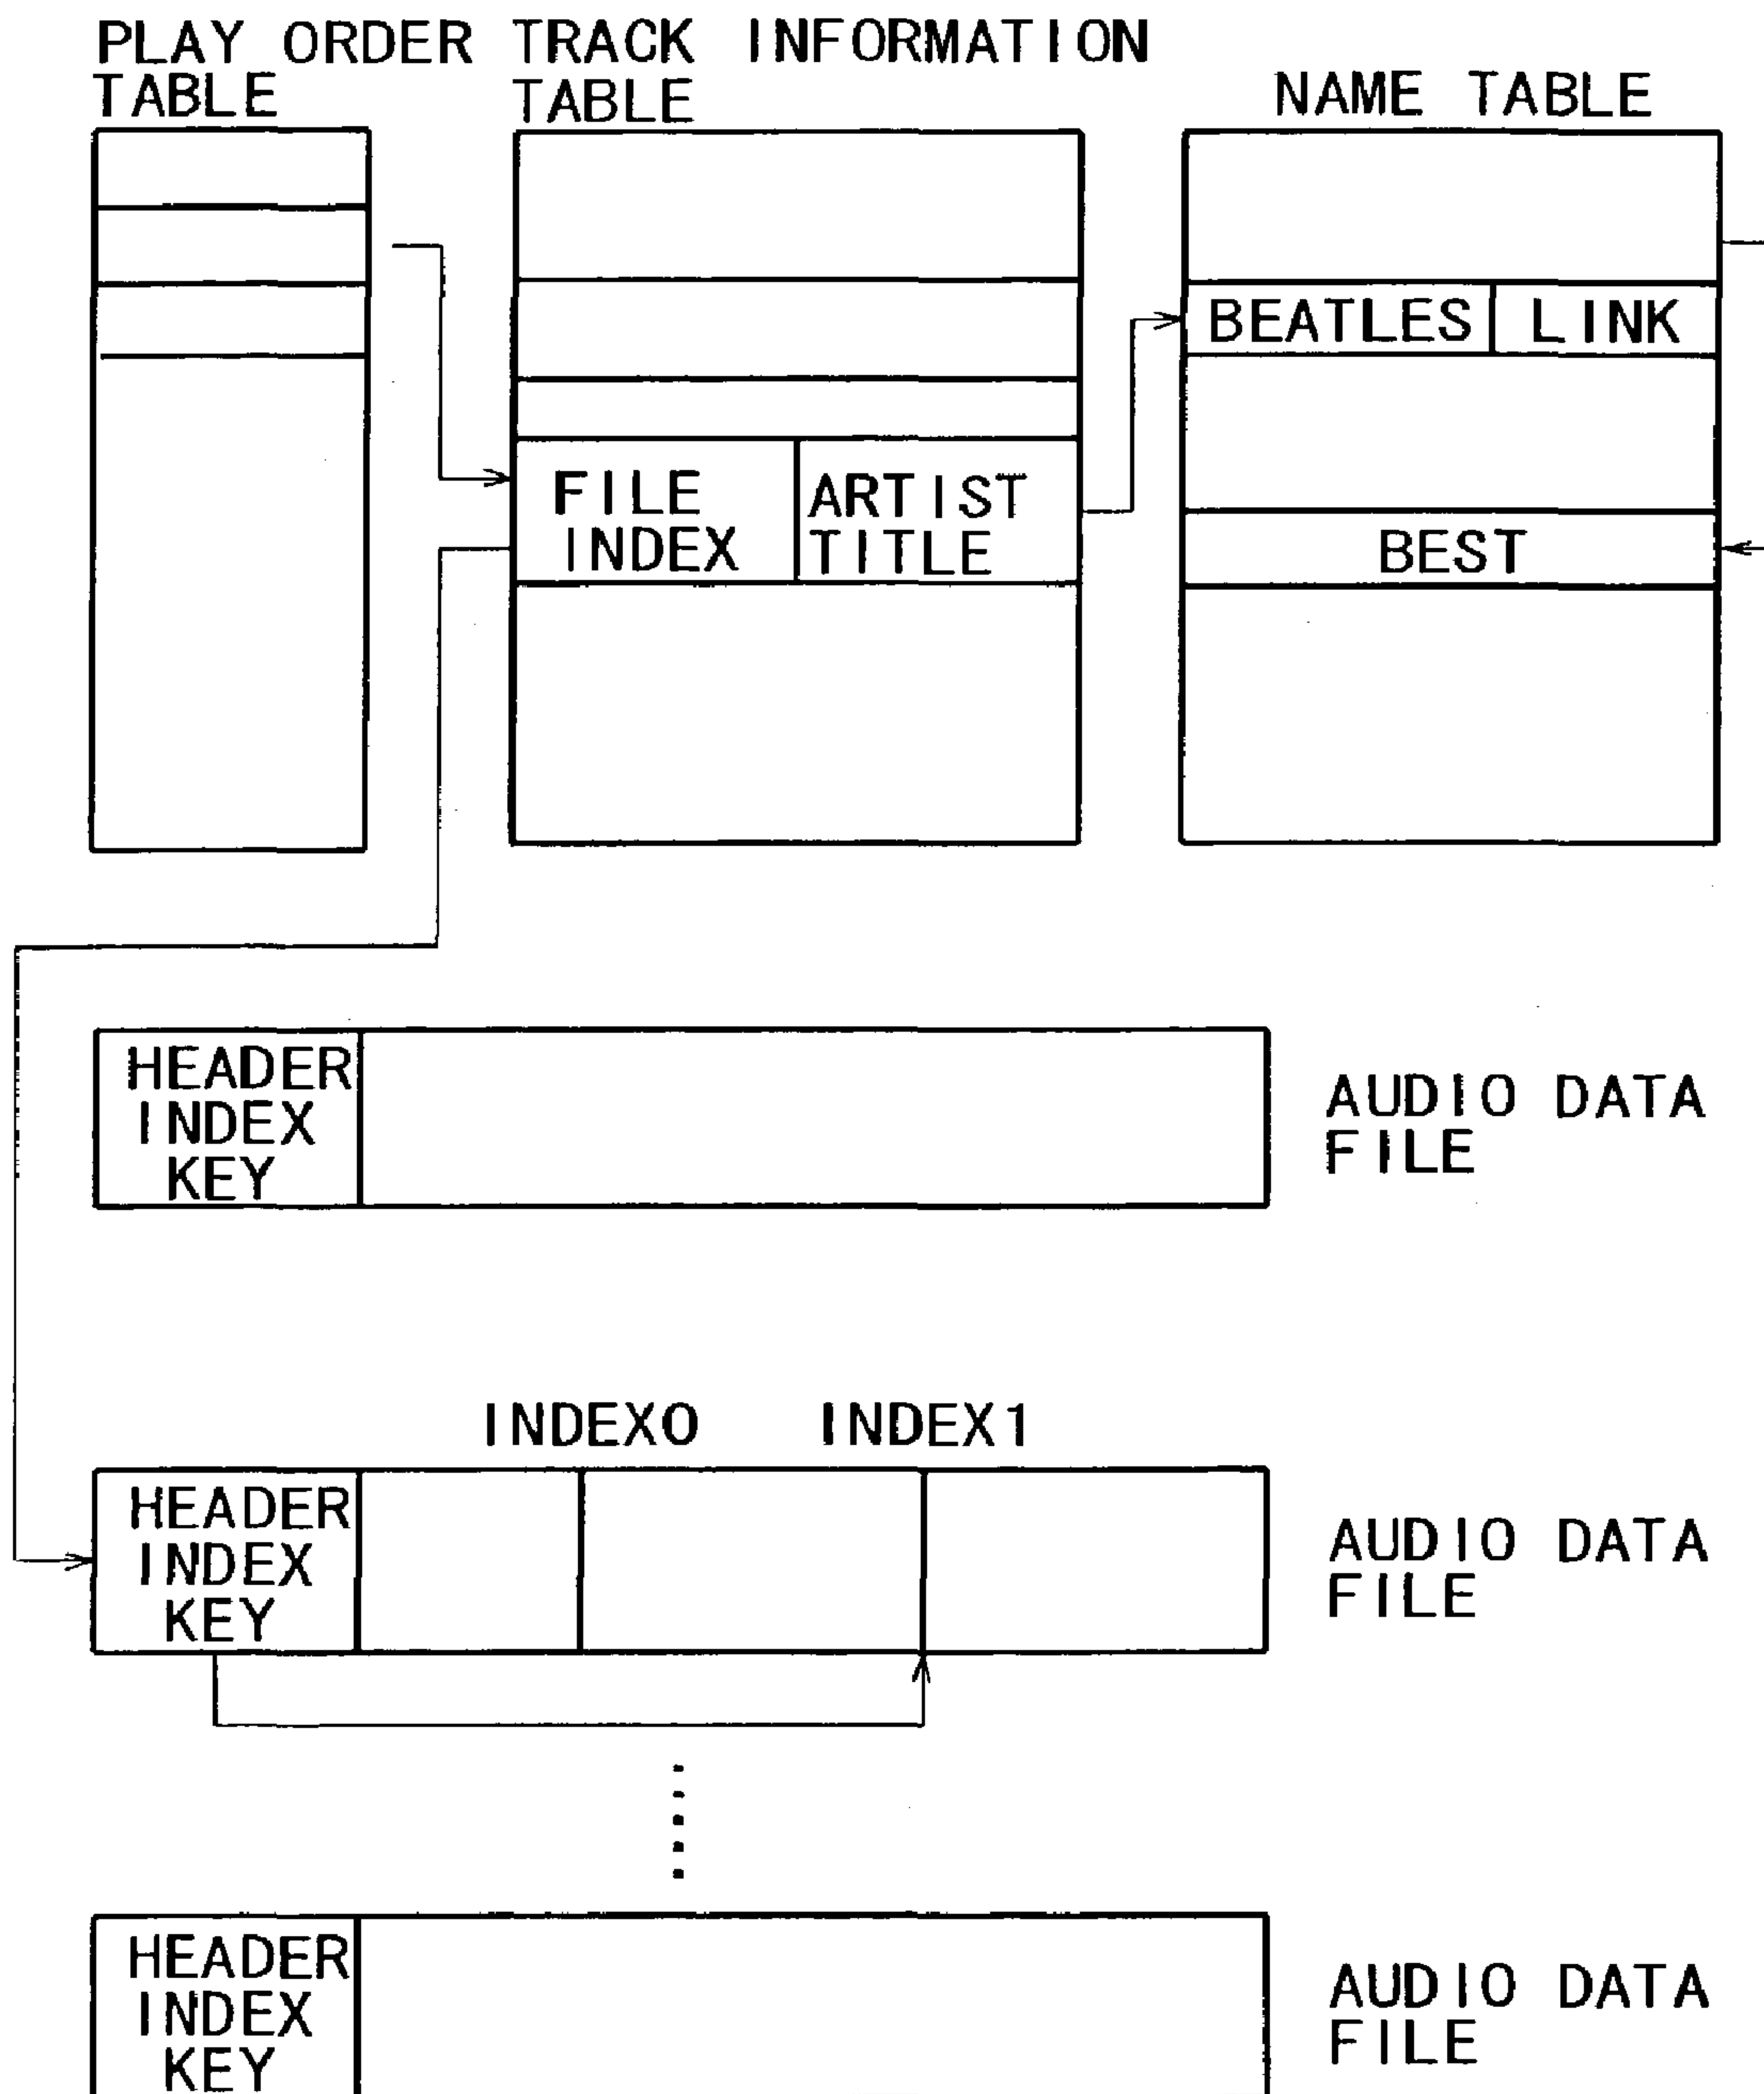 PLAY ORDER
TABLE
TRACK INFORMATION
TABLE
NAME TABLE
BEATLES
LINK
FILE
INDEX
ARTIST
TITLE
BEST
HEADER
INDEX
KEY
AUDIO DATA
FILE
INDEX0
INDEX1
HEADER
INDEX
KEY
AUDIO DATA
FILE
HEADER
INDEX
KEY
AUDIO DATA
FILE